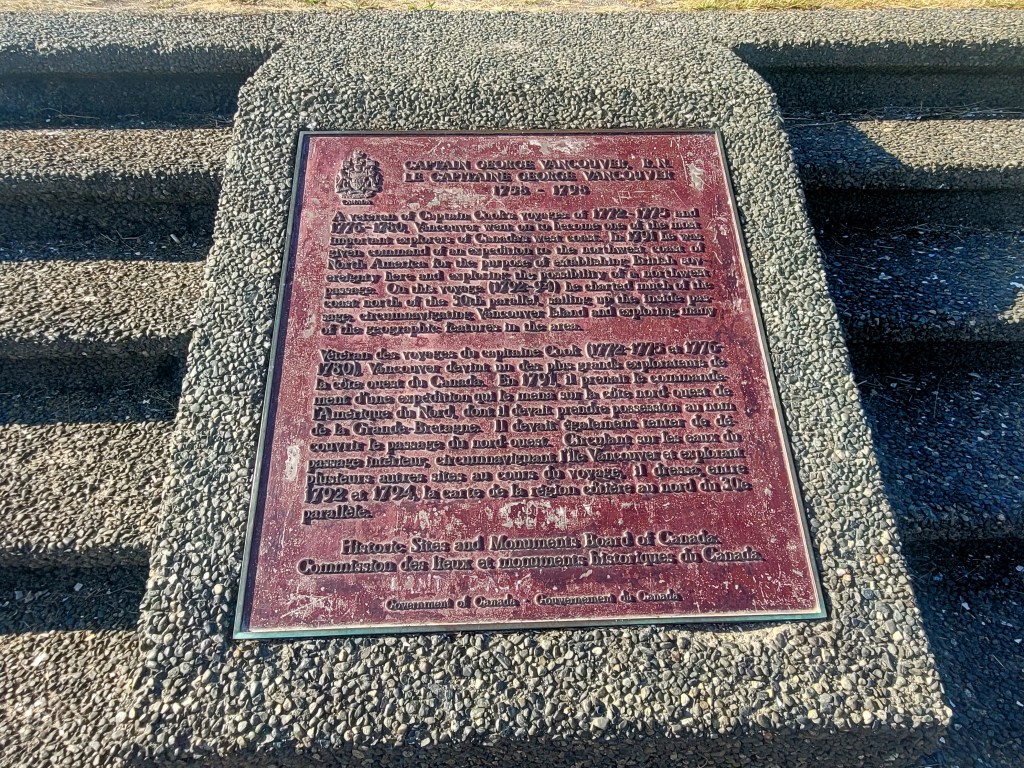 CAPTAIN GEORGE VANCOUVER, R.N.
LE CAPITAINE GEORGE VANCOUVER
1758 - 1798
A veteran of Captain Cook's voyages of 1772-1775 and
1776-1780, Vancouver went on to become one of the most
important explorers of Canada's west coast. In 1791 he was
given command of an expedition to the northwest coast of
North America for the purpose of establishing British sov-
ereignty here and exploring the possibility of a northwest
passage. On this voyage (1792-94) he charted much of the
coast north of the 30th parallel, sailing up the inside pas-
sage, circumnavigating Vancouver Island and exploring many
of the geographic features in the area.
Vétéran des voyages du capitaine Cook (1772-1775 et 1776-
1780), Vancouver devint un des plus grands explorateurs de
la côte ouest du Canada. En 1791, il prenait le commande-
ment d'une expédition qui le mena sur la côte nord-ouest de
l'Amérique du Nord, dont il devait prendre possession au nom
de la Grande-Bretagne. Il devait également tenter de dé-
couvrir le passage du nord-ouest. Circulant sur les eaux du
passage intérieur, circumnavigant l'île Vancouver et explorant
plusieurs autres sites au cours du voyage, il dressa, entre
1792 et 1794, la carte de la région côtière au nord du 30e
parallèle.
Historic Sites and Monuments Board of Canada.
Commission des lieux et monuments historiques du Canada.
Government of Canada - Gouvernement du Canada